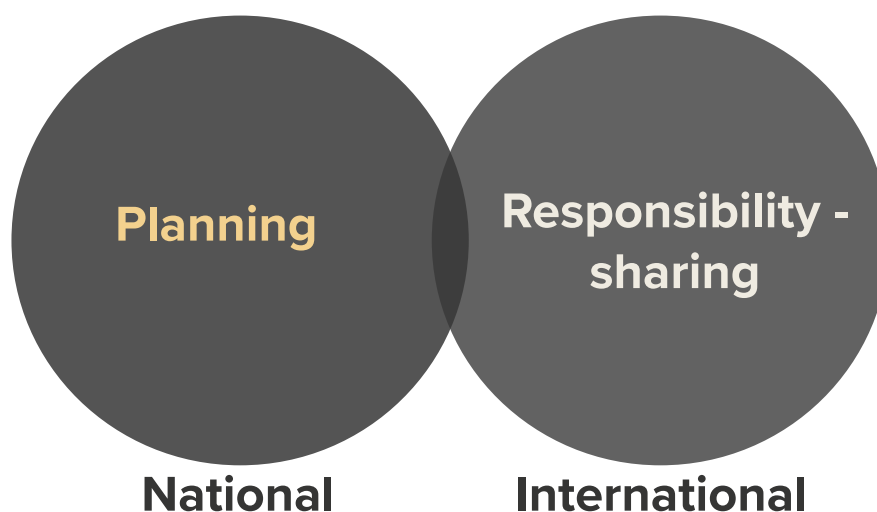 Planning
Responsibility -
sharing
National
International